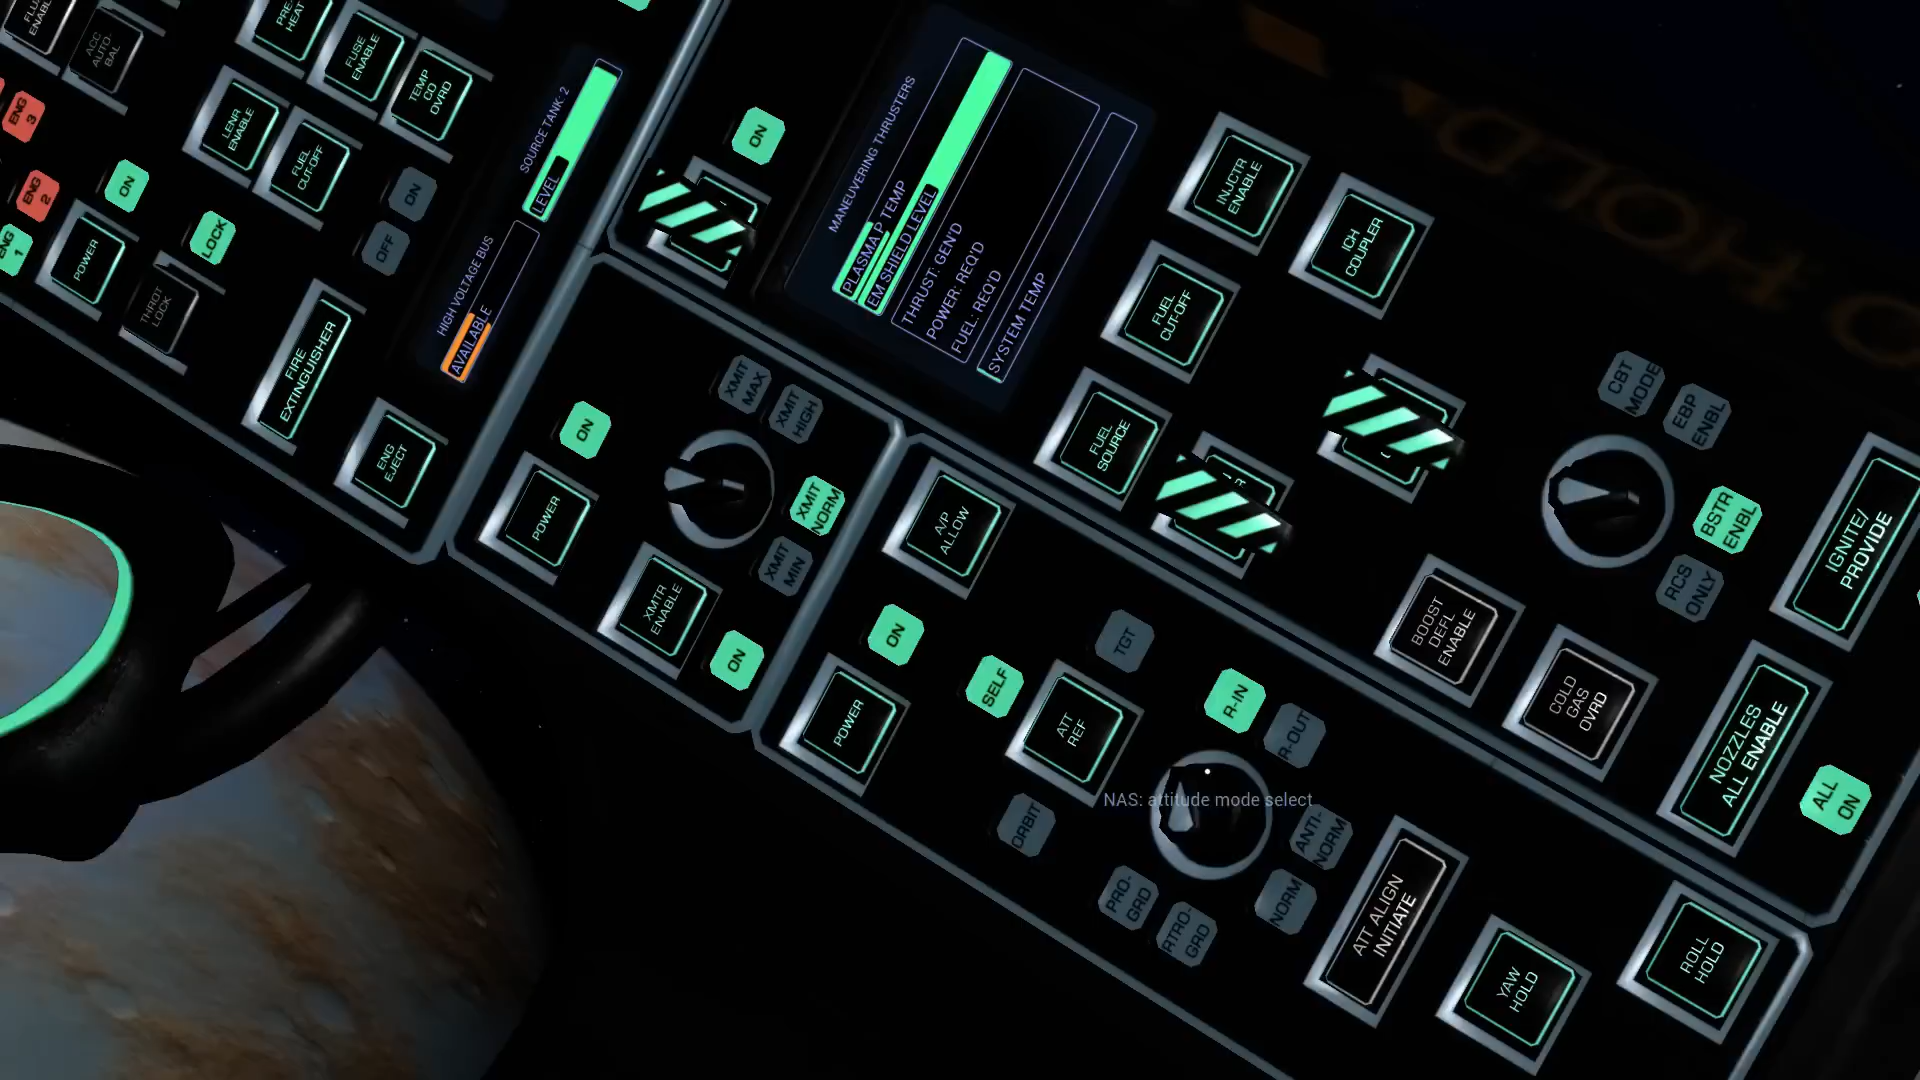 ENABLE
ACC
AUTO-
BAL
PRE-
HEAT
FUSE
ENABLE
TEMP
CO
OVRD
LENR
ENABLE
FUEL
CUT-OFF
ENG
3
ENG
2
ENG
1
ON
POWER
LOCK
THROT
LOCK
ON
OFF
FIRE
EXTINGUISHER
ENG
EJECT
SOURCE TANK: 2
LEVEL
HIGH VOLTAGE BUS
AVAILABLE
ON
MANEUVERING THRUSTERS
PLASMA P TEMP
EM SHIELD LEVEL
THRUST: GEN'D
POWER: REQ'D
FUEL: REQ'D
SYSTEM TEMP
INJCTR
ENABLE
ICH
COUPLER
FUEL
CUT-OFF
FUEL
SOURCE
CBT
MODE
EBP
ENBL
BSTR
ENBL
RCS
ONLY
IGNITE/
PROVIDE
BOOST
DEFL
ENABLE
COLD
GAS
OVRD
NOZZLES
ALL ENABLE
ALL
ON
ON
POWER
XMIT
MAX
XMIT
HIGH
XMIT
NORM
XMIT
MIN
XMTR
ENABLE
ON
A/P
ALLOW
ON
POWER
SELF
TGT
ATT
REF
ORBIT
R-IN
R-OUT
NAS: attitude mode select
ANTI-
NORM
NORM
PRO-
GRD
RTRO-
GRD
ATT ALIGN
INITIATE
YAW
HOLD
ROLL
HOLD